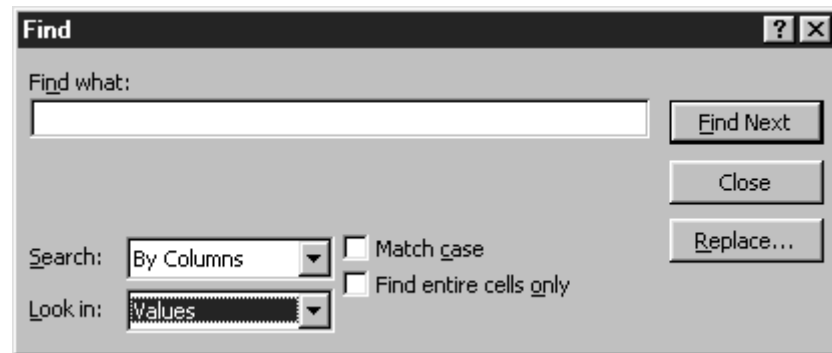 Find
Find what:
Find Next
Close
Replace...
Search: By Columns
Match case
Find entire cells only
Look in: Values